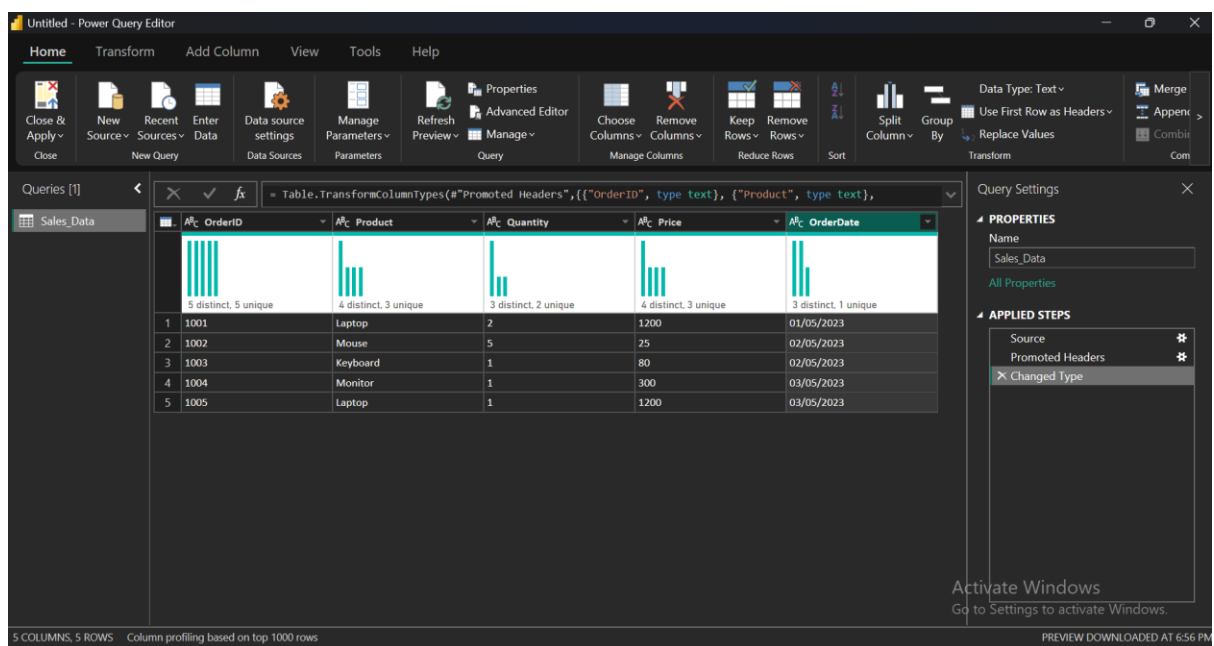 Untitled - Power Query Editor
Home Transform Add Column View Tools Help
Close & Apply
New Source
Recent Sources
Enter Data
Data source settings
Manage Parameters
Refresh Preview
Properties
Advanced Editor
Manage
Choose Columns
Remove Columns
Keep Rows
Remove Rows
Split Column
Group By
Data Type: Text
Use First Row as Headers
Replace Values
Merge
Append
Combin
Close New Query Data Sources Parameters Query Manage Columns Reduce Rows Sort Transform Com
Queries [1]
Sales_Data
fx = Table.TransformColumnTypes(#"Promoted Headers",{{"OrderID", type text}, {"Product", type text},
ABC OrderID ABC Product ABC Quantity ABC Price ABC OrderDate
5 distinct, 5 unique 4 distinct, 3 unique 3 distinct, 2 unique 4 distinct, 3 unique 3 distinct, 1 unique
1 1001 Laptop 2 1200 01/05/2023
2 1002 Mouse 5 25 02/05/2023
3 1003 Keyboard 1 80 02/05/2023
4 1004 Monitor 1 300 03/05/2023
5 1005 Laptop 1 1200 03/05/2023
Query Settings
PROPERTIES
Name
Sales_Data
All Properties
APPLIED STEPS
Source
Promoted Headers
Changed Type
Activate Windows
Go to Settings to activate Windows.
5 COLUMNS, 5 ROWS Column profiling based on top 1000 rows
PREVIEW DOWNLOADED AT 6:56 PM